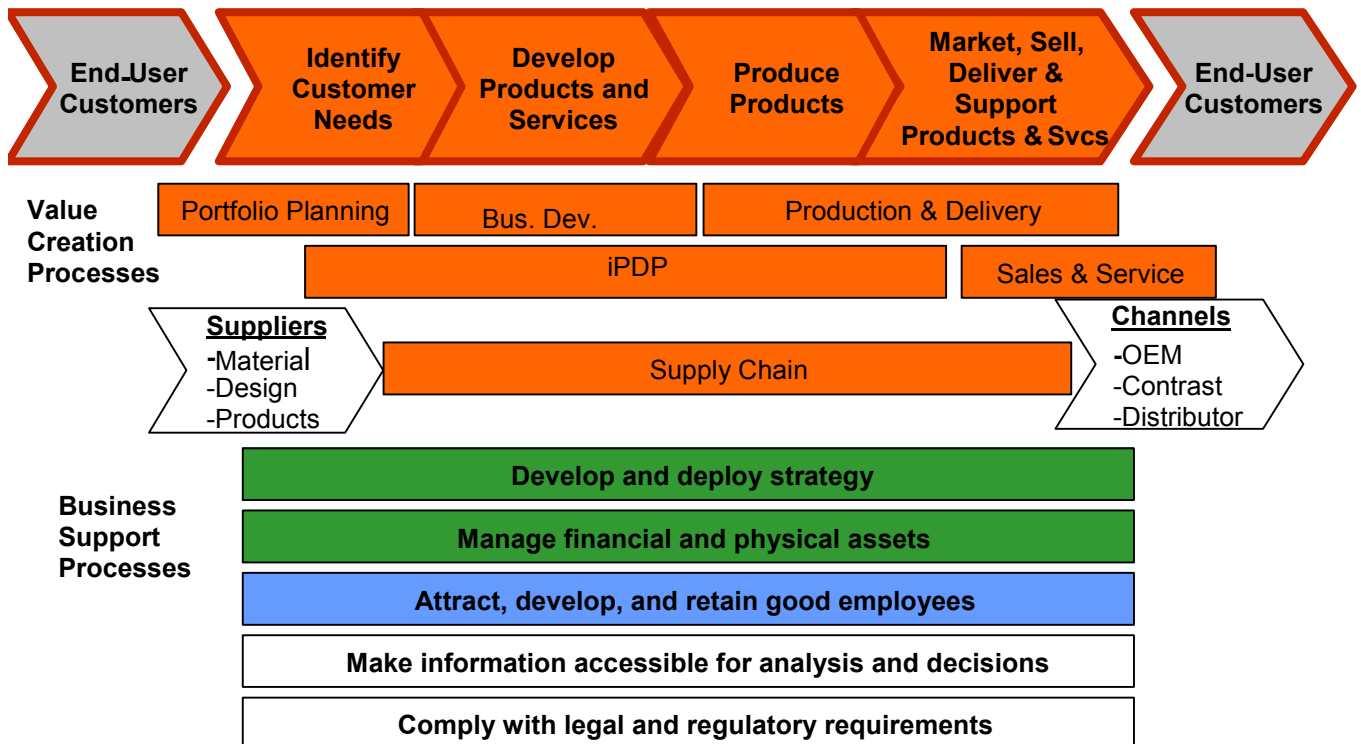 End-User
Customers
Identify
Customer
Needs
Develop
Products and
Services
Produce
Products
Market, Sell,
Deliver &
Support
Products & Svcs
End-User
Customers
Value
Creation
Processes
Portfolio Planning
Bus. Dev.
Production & Delivery
iPDP
Sales & Service
Suppliers
-Material
-Design
-Products
Supply Chain
Channels
-OEM
-Contrast
-Distributor
Business
Support
Processes
Develop and deploy strategy
Manage financial and physical assets
Attract, develop, and retain good employees
Make information accessible for analysis and decisions
Comply with legal and regulatory requirements